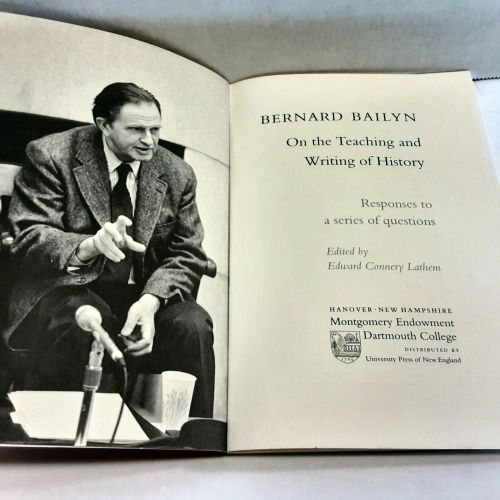 BERNARD BAILYN
On the Teaching and
Writing of History
Responses to
a series of questions
Edited by
Edward Connery Lathem
HANOVER · NEW HAMPSHIRE
Montgomery Endowment
Dartmouth College
DISTRIBUTED BY
University Press of New England